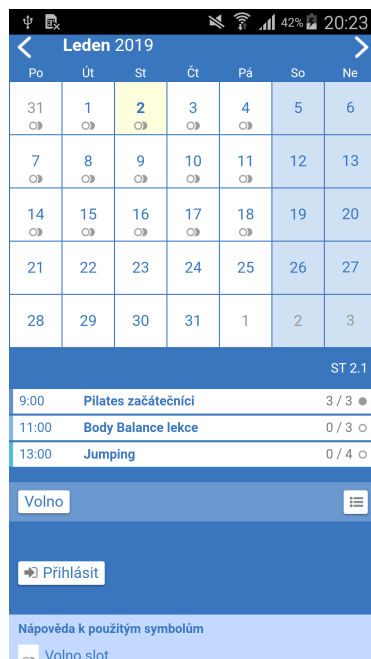 42% 20:23
Leden 2019
Po Út St Čt Pá So Ne
31 1 2 3 4 5 6
7 8 9 10 11 12 13
14 15 16 17 18 19 20
21 22 23 24 25 26 27
28 29 30 31 1 2 3
ST 2.1
9:00 Pilates začátečníci 3 / 3
11:00 Body Balance lekce 0 / 3
13:00 Jumping 0 / 4
Volno
Přihlásit
Nápověda k použitým symbolům
Volno slot